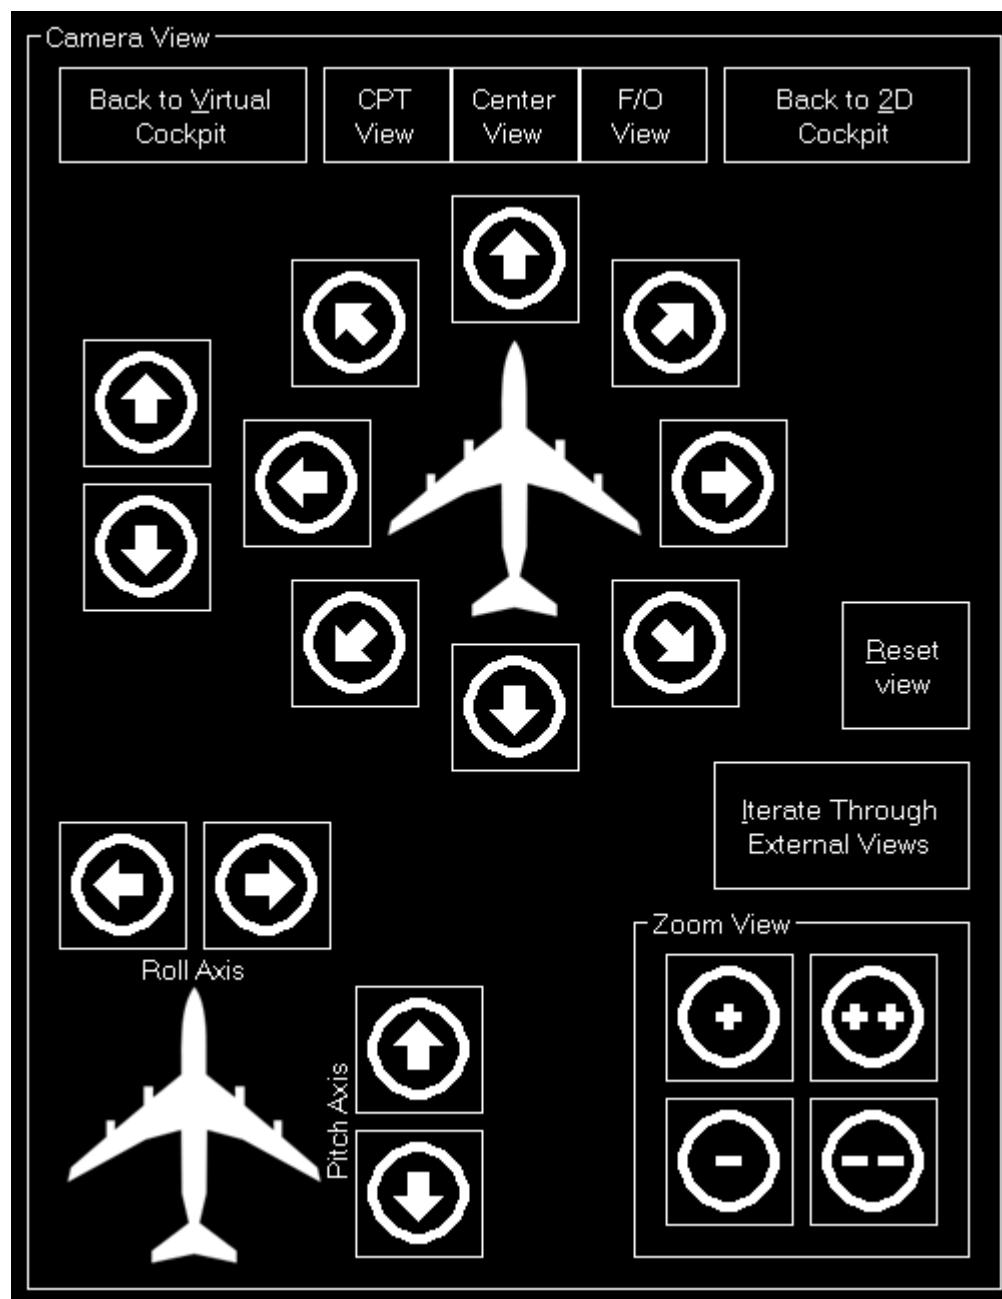 Camera View
Back to Virtual
Cockpit
CPT
View
Center
View
F/O
View
Back to 2D
Cockpit
Reset
view
Iterate Through
External Views
Roll Axis
Pitch Axis
Zoom View
+
++
-
--